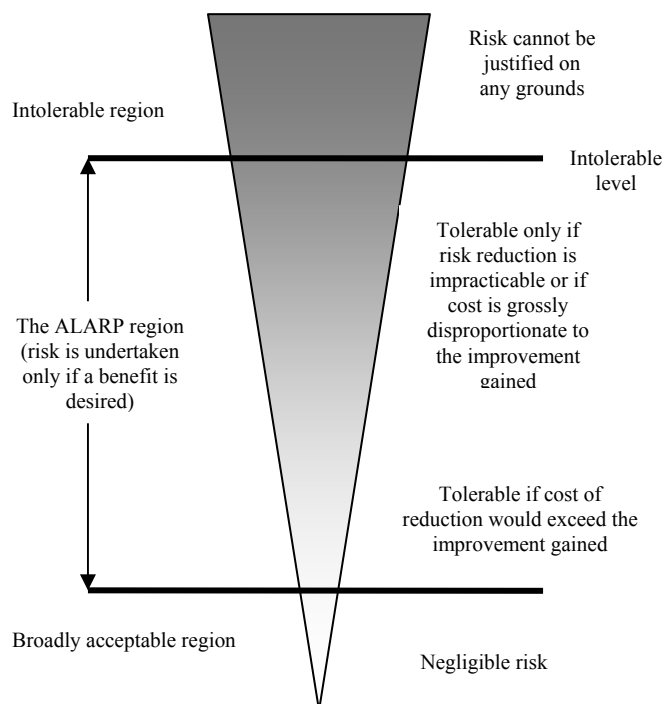 Risk cannot be
justified on
any grounds
Intolerable region
Intolerable
level
Tolerable only if
risk reduction is
impracticable or if
cost is grossly
disproportionate to
the improvement
gained
The ALARP region
(risk is undertaken
only if a benefit is
desired)
Tolerable if cost of
reduction would exceed the
improvement gained
Broadly acceptable region
Negligible risk